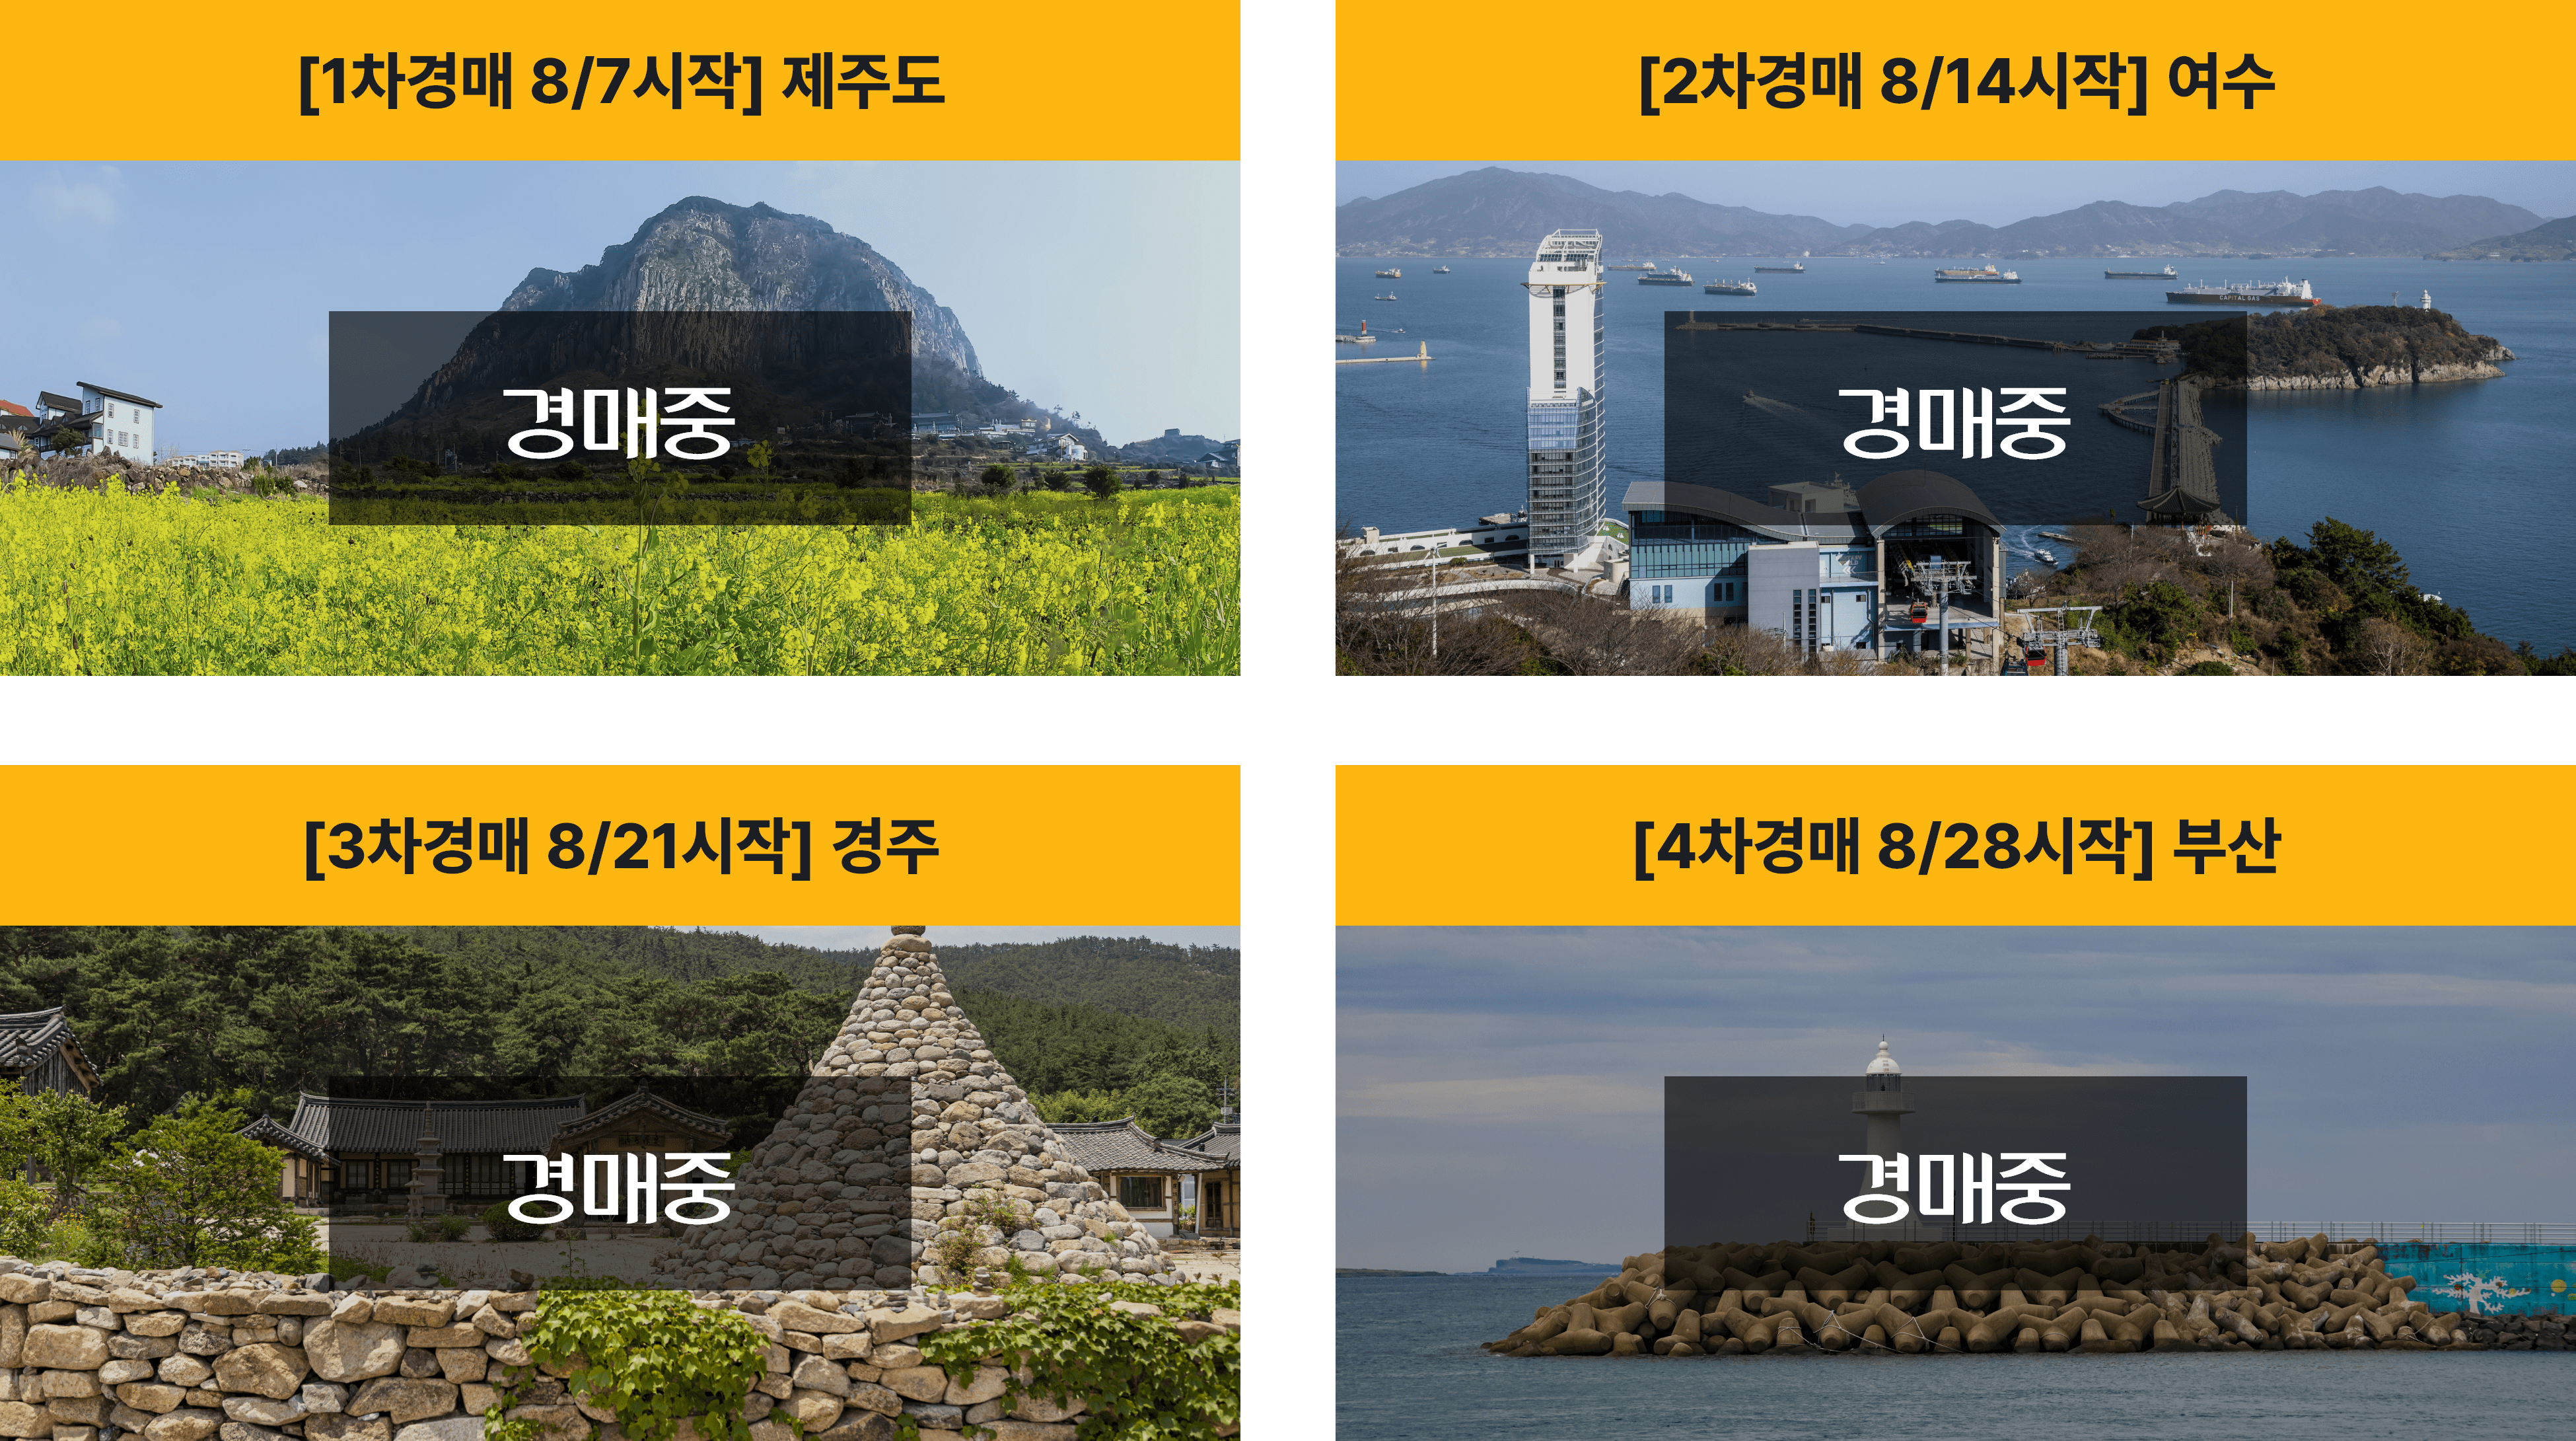 [1차경매 8/7시작] 제주도
경매중
[2차경매 8/14시작] 여수
경매중
CAPITAL GAS
[3차경매 8/21시작] 경주
경매중
[4차경매 8/28시작] 부산
경매중